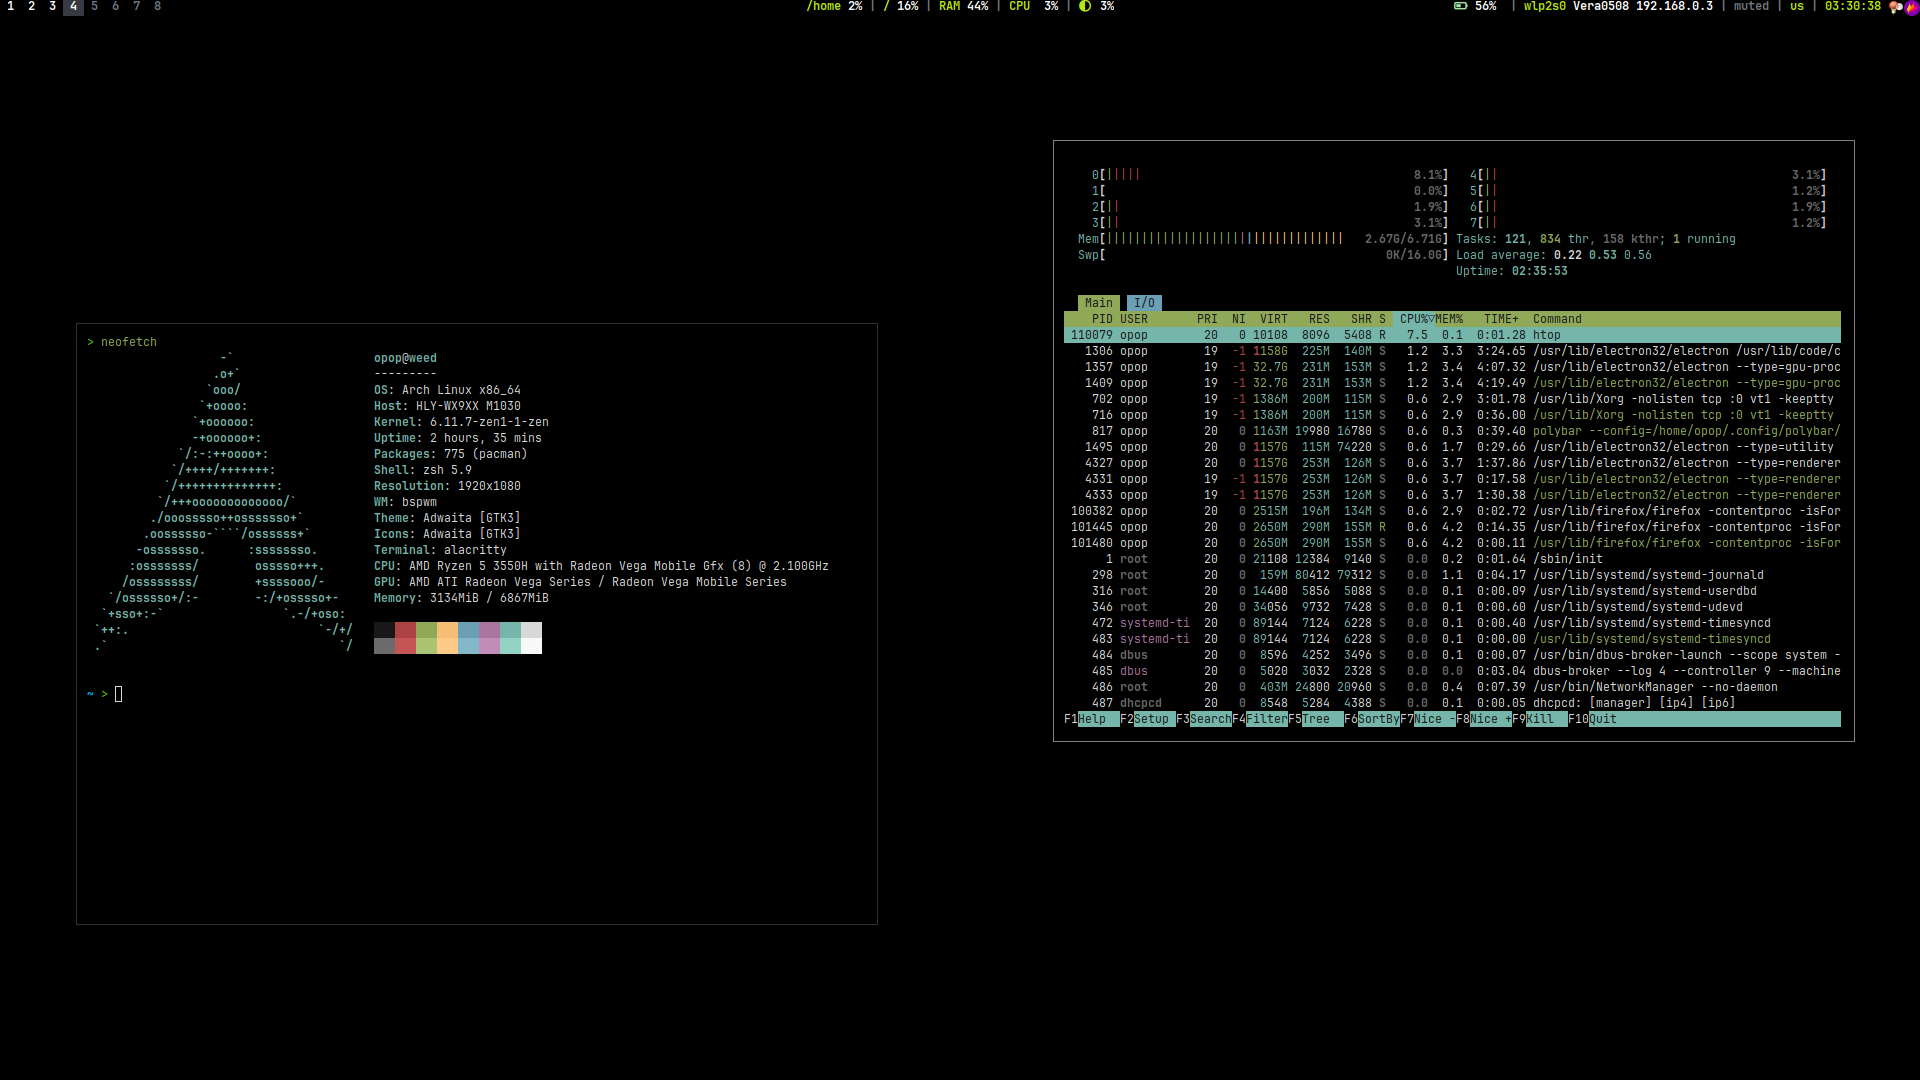 1 2 3 4 5 6 7 8
/home 2% | / 16% | RAM 44% | CPU 3% | 3%
56% | wlp2s0 Vera0508 192.168.0.3 | muted | us | 03:30:38
> neofetch
-`
.o+`
`ooo/
`+oooo:
`+oooooo:
-+oooooo+:
`/:-:++oooo+:
`/++++/+++++++:
`/++++++++++++++:
`/+++ooooooooooooo/`
./ooosssso++osssssso+`
.oossssso-````/ossssss+`
-osssssso.      :ssssssso.
:osssssss/        osssso+++.
/ossssssss/        +ssssooo/-
`/ossssso+/:-        -:/+osssso+-
`+sso+:-`                 `.-/+oso:
`++:.                           `-/+/
.`                                 `/
opop@weed
---------
OS: Arch Linux x86_64
Host: HLY-WX9XX M1030
Kernel: 6.11.7-zen1-1-zen
Uptime: 2 hours, 35 mins
Packages: 775 (pacman)
Shell: zsh 5.9
Resolution: 1920x1080
WM: bspwm
Theme: Adwaita [GTK3]
Icons: Adwaita [GTK3]
Terminal: alacritty
CPU: AMD Ryzen 5 3550H with Radeon Vega Mobile Gfx (8) @ 2.100GHz
GPU: AMD ATI Radeon Vega Series / Radeon Vega Mobile Series
Memory: 3134MiB / 6867MiB
~ >
0[||||| 8.1%] 4[|| 3.1%]
1[ 0.0%] 5[|| 1.2%]
2[|| 1.9%] 6[|| 1.9%]
3[|| 3.1%] 7[|| 1.2%]
Mem[|||||||||||||||||||||||||||||||||| 2.67G/6.71G] Tasks: 121, 834 thr, 158 kthr; 1 running
Swp[ 0K/16.0G] Load average: 0.22 0.53 0.56
Uptime: 02:35:53
Main I/O
PID USER PRI NI VIRT RES SHR S CPU%▽MEM% TIME+ Command
110079 opop 20 0 10108 8096 5408 R 7.5 0.1 0:01.28 htop
1306 opop 19 -1 1158G 225M 140M S 1.2 3.3 3:24.65 /usr/lib/electron32/electron /usr/lib/code/c
1357 opop 19 -1 32.7G 231M 153M S 1.2 3.4 4:07.32 /usr/lib/electron32/electron --type=gpu-proc
1409 opop 19 -1 32.7G 231M 153M S 1.2 3.4 4:19.49 /usr/lib/electron32/electron --type=gpu-proc
702 opop 19 -1 1386M 200M 115M S 0.6 2.9 3:01.78 /usr/lib/Xorg -nolisten tcp :0 vt1 -keeptty
716 opop 19 -1 1386M 200M 115M S 0.6 2.9 0:36.00 /usr/lib/Xorg -nolisten tcp :0 vt1 -keeptty
817 opop 20 0 1163M 19980 16780 S 0.6 0.3 0:39.40 polybar --config=/home/opop/.config/polybar/
1495 opop 20 0 1157G 115M 74220 S 0.6 1.7 0:29.66 /usr/lib/electron32/electron --type=utility
4327 opop 20 0 1157G 253M 126M S 0.6 3.7 1:37.86 /usr/lib/electron32/electron --type=renderer
4331 opop 19 -1 1157G 253M 126M S 0.6 3.7 0:17.58 /usr/lib/electron32/electron --type=renderer
4333 opop 19 -1 1157G 253M 126M S 0.6 3.7 1:30.38 /usr/lib/electron32/electron --type=renderer
100382 opop 20 0 2515M 196M 134M S 0.6 2.9 0:02.72 /usr/lib/firefox/firefox -contentproc -isFor
101445 opop 20 0 2650M 290M 155M R 0.6 4.2 0:14.35 /usr/lib/firefox/firefox -contentproc -isFor
101480 opop 20 0 2650M 290M 155M S 0.6 4.2 0:00.11 /usr/lib/firefox/firefox -contentproc -isFor
1 root 20 0 21108 12384 9140 S 0.0 0.2 0:01.64 /sbin/init
298 root 20 0 159M 80412 79312 S 0.0 1.1 0:04.17 /usr/lib/systemd/systemd-journald
316 root 20 0 14400 5856 5088 S 0.0 0.1 0:00.09 /usr/lib/systemd/systemd-userdbd
346 root 20 0 34056 9732 7428 S 0.0 0.1 0:00.60 /usr/lib/systemd/systemd-udevd
472 systemd-ti 20 0 89144 7124 6228 S 0.0 0.1 0:00.40 /usr/lib/systemd/systemd-timesyncd
483 systemd-ti 20 0 89144 7124 6228 S 0.0 0.1 0:00.00 /usr/lib/systemd/systemd-timesyncd
484 dbus 20 0 8596 4252 3496 S 0.0 0.1 0:00.07 /usr/bin/dbus-broker-launch --scope system -
485 dbus 20 0 5020 3032 2328 S 0.0 0.0 0:03.04 dbus-broker --log 4 --controller 9 --machine
486 root 20 0 403M 24800 20960 S 0.0 0.4 0:07.39 /usr/bin/NetworkManager --no-daemon
487 dhcpcd 20 0 8548 5284 4388 S 0.0 0.1 0:00.05 dhcpcd: [manager] [ip4] [ip6]
F1Help F2Setup F3SearchF4FilterF5Tree F6SortByF7Nice -F8Nice +F9Kill F10Quit